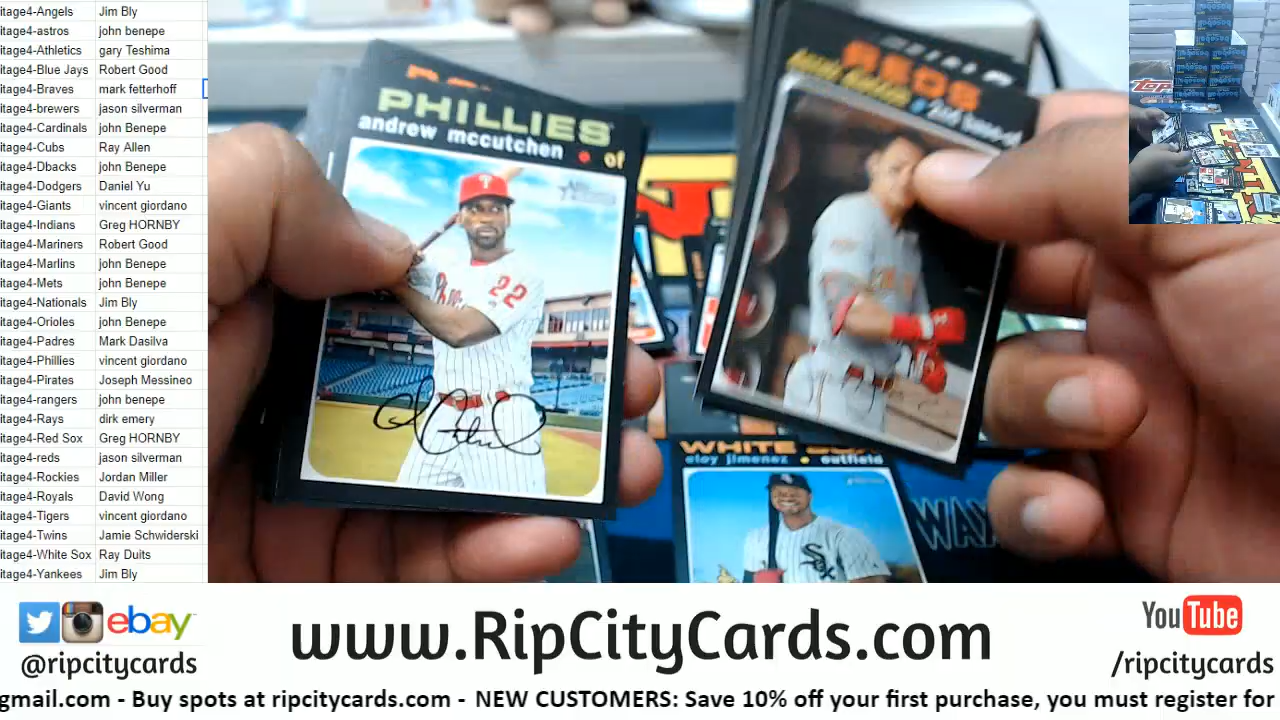 itage4-Angels Jim Bly
itage4-astros john benepe
itage4-Athletics gary Teshima
itage4-Blue Jays Robert Good
itage4-Braves mark fetterhoff
itage4-brewers jason silverman
itage4-Cardinals john Benepe
itage4-Cubs Ray Allen
itage4-Dbacks john Benepe
itage4-Dodgers Daniel Yu
itage4-Giants vincent giordano
itage4-Indians Greg HORNBY
itage4-Mariners Robert Good
itage4-Marlins john Benepe
itage4-Mets john Benepe
itage4-Nationals Jim Bly
itage4-Orioles john Benepe
itage4-Padres Mark Dasilva
itage4-Phillies vincent giordano
itage4-Pirates Joseph Messineo
itage4-rangers john benepe
itage4-Rays dirk emery
itage4-Red Sox Greg HORNBY
itage4-reds jason silverman
itage4-Rockies Jordan Miller
itage4-Royals David Wong
itage4-Tigers vincent giordano
itage4-Twins Jamie Schwiderski
itage4-White Sox Ray Duits
itage4-Yankees Jim Bly
PHILLIES
andrew mccutchen of
22
REDS
2nd base-of
WHITE SOX
eloy jimenez • outfield
WAX
ebay
@ripcitycards
www.RipCityCards.com
YouTube
/ripcitycards
gmail.com - Buy spots at ripcitycards.com - NEW CUSTOMERS: Save 10% off your first purchase, you must register for